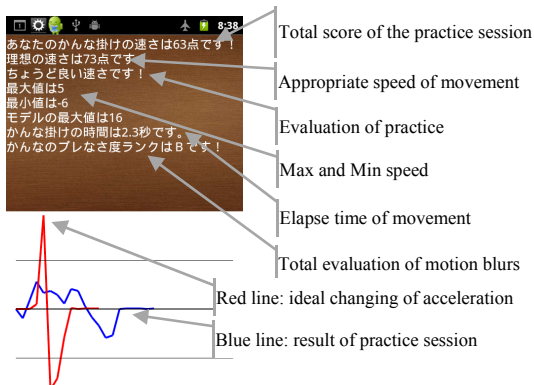 8:38
あなたのかんな掛けの速さは63点です！
理想の速さは73点です
ちょうど良い速さです！
最大値は5
最小値は-6
モデルの最大値は16
かんな掛けの時間は2.3秒です。
かんなのブレなさ度ランクはＢです！
Total score of the practice session
Appropriate speed of movement
Evaluation of practice
Max and Min speed
Elapse time of movement
Total evaluation of motion blurs
Red line: ideal changing of acceleration
Blue line: result of practice session